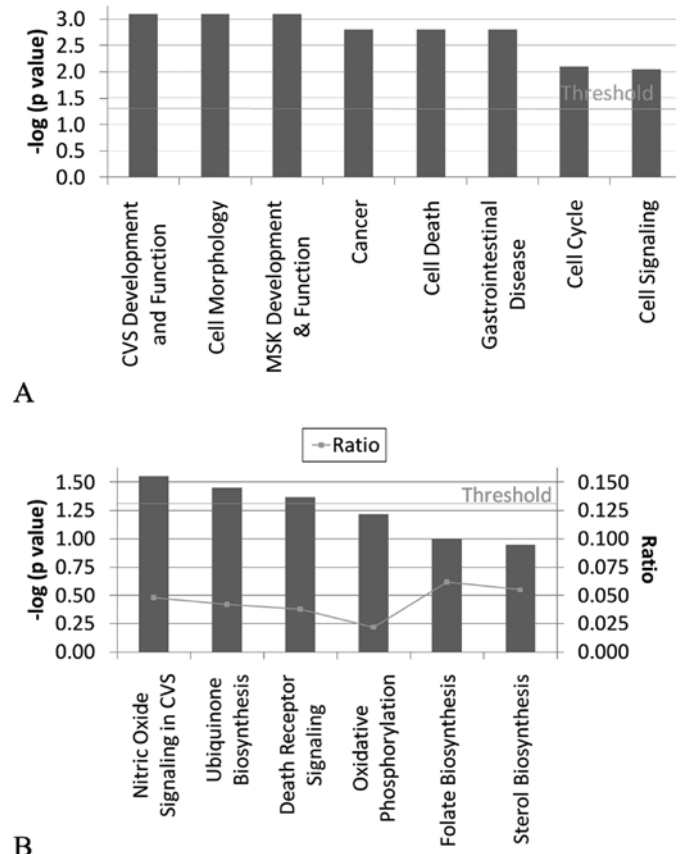 3.0
2.5
2.0
1.5
1.0
0.5
0.0
-log (p value)
Threshold
CVS Development
and Function
Cell Morphology
MSK Development
& Function
Cancer
Cell Death
Gastrointestinal
Disease
Cell Cycle
Cell Signaling
A
Ratio
1.50
1.25
1.00
0.75
0.50
0.25
0.00
-log (p value)
Threshold
0.150
0.125
0.100
0.075
0.050
0.025
0.000
Ratio
Nitric Oxide
Signaling in CVS
Ubiquinone
Biosynthesis
Death Receptor
Signaling
Oxidative
Phosphorylation
Folate Biosynthesis
Sterol Biosynthesis
B